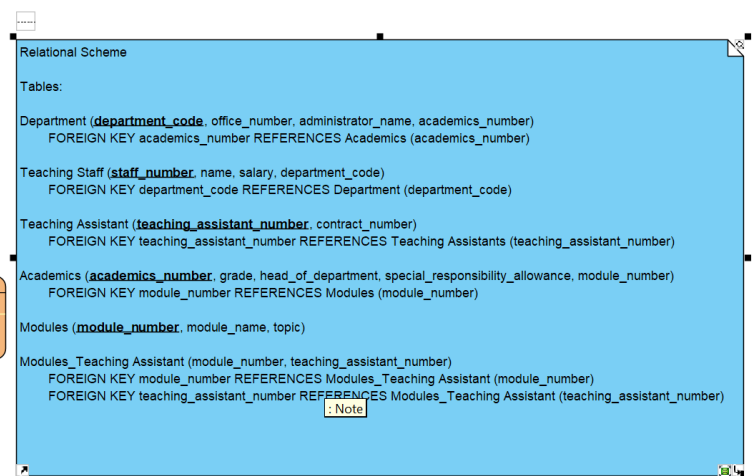 Relational Scheme
Tables:
Department (department_code, office_number, administrator_name, academics_number)
FOREIGN KEY academics_number REFERENCES Academics (academics_number)
Teaching Staff (staff_number, name, salary, department_code)
FOREIGN KEY department_code REFERENCES Department (department_code)
Teaching Assistant (teaching_assistant_number, contract_number)
FOREIGN KEY teaching_assistant_number REFERENCES Teaching Assistants (teaching_assistant_number)
Academics (academics_number, grade, head_of_department, special_responsibility_allowance, module_number)
FOREIGN KEY module_number REFERENCES Modules (module_number)
Modules (module_number, module_name, topic)
Modules_Teaching Assistant (module_number, teaching_assistant_number)
FOREIGN KEY module_number REFERENCES Modules_Teaching Assistant (module_number)
FOREIGN KEY teaching_assistant_number REFERENCES Modules_Teaching Assistant (teaching_assistant_number)
: Note